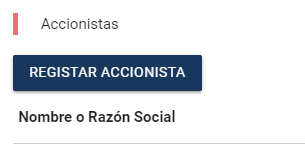 Accionistas
REGISTAR ACCIONISTA
Nombre o Razón Social